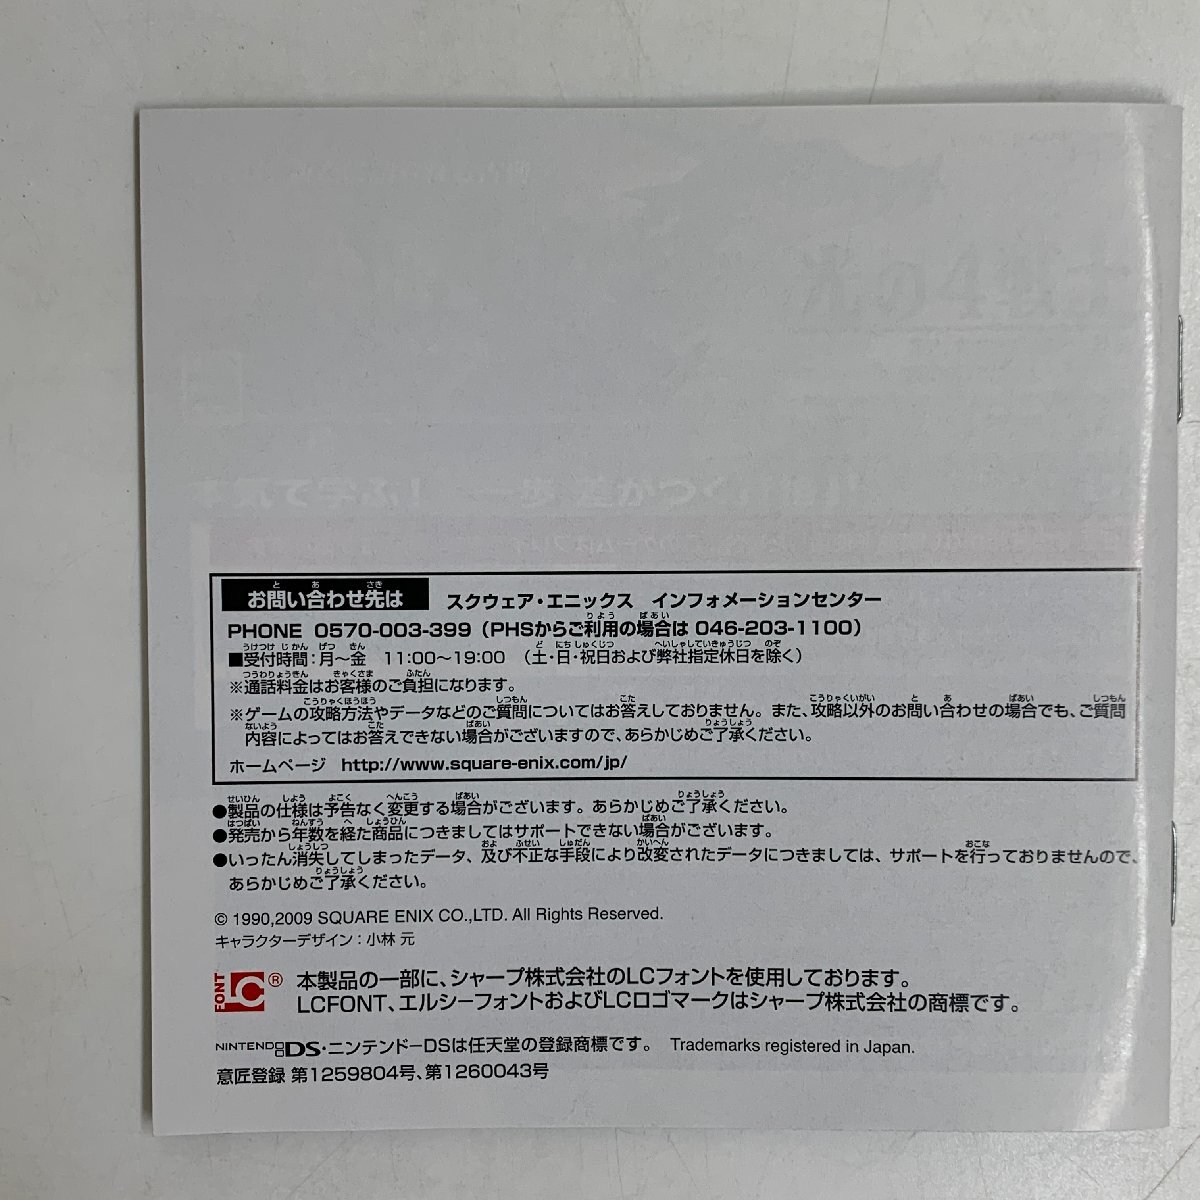 お問い合わせ先は スクウェア・エニックス インフォメーションセンター
PHONE 0570-003-399（PHSからご利用の場合は 046-203-1100）
■受付時間：月～金 11:00～19:00 （土・日・祝日および弊社指定休日を除く）
※通話料金はお客様のご負担になります。
※ゲームの攻略方法やデータなどのご質問についてはお答えしておりません。また、攻略以外のお問い合わせの場合でも、ご質問
内容によってはお答えできない場合がございますので、あらかじめご了承ください。
ホームページ http://www.square-enix.com/jp/
●製品の仕様は予告なく変更する場合がございます。あらかじめご了承ください。
●発売から年数を経た商品につきましてはサポートできない場合がございます。
●いったん消失してしまったデータ、及び不正な手段により改変されたデータにつきましては、サポートを行っておりませんので、
あらかじめご了承ください。
© 1990,2009 SQUARE ENIX CO.,LTD. All Rights Reserved.
キャラクターデザイン：小林 元
LC FONT ® 本製品の一部に、シャープ株式会社のLCフォントを使用しております。
LCFONT、エルシーフォントおよびLCロゴマークはシャープ株式会社の商標です。
NINTENDO DS・ニンテンドーDSは任天堂の登録商標です。 Trademarks registered in Japan.
意匠登録 第1259804号、第1260043号